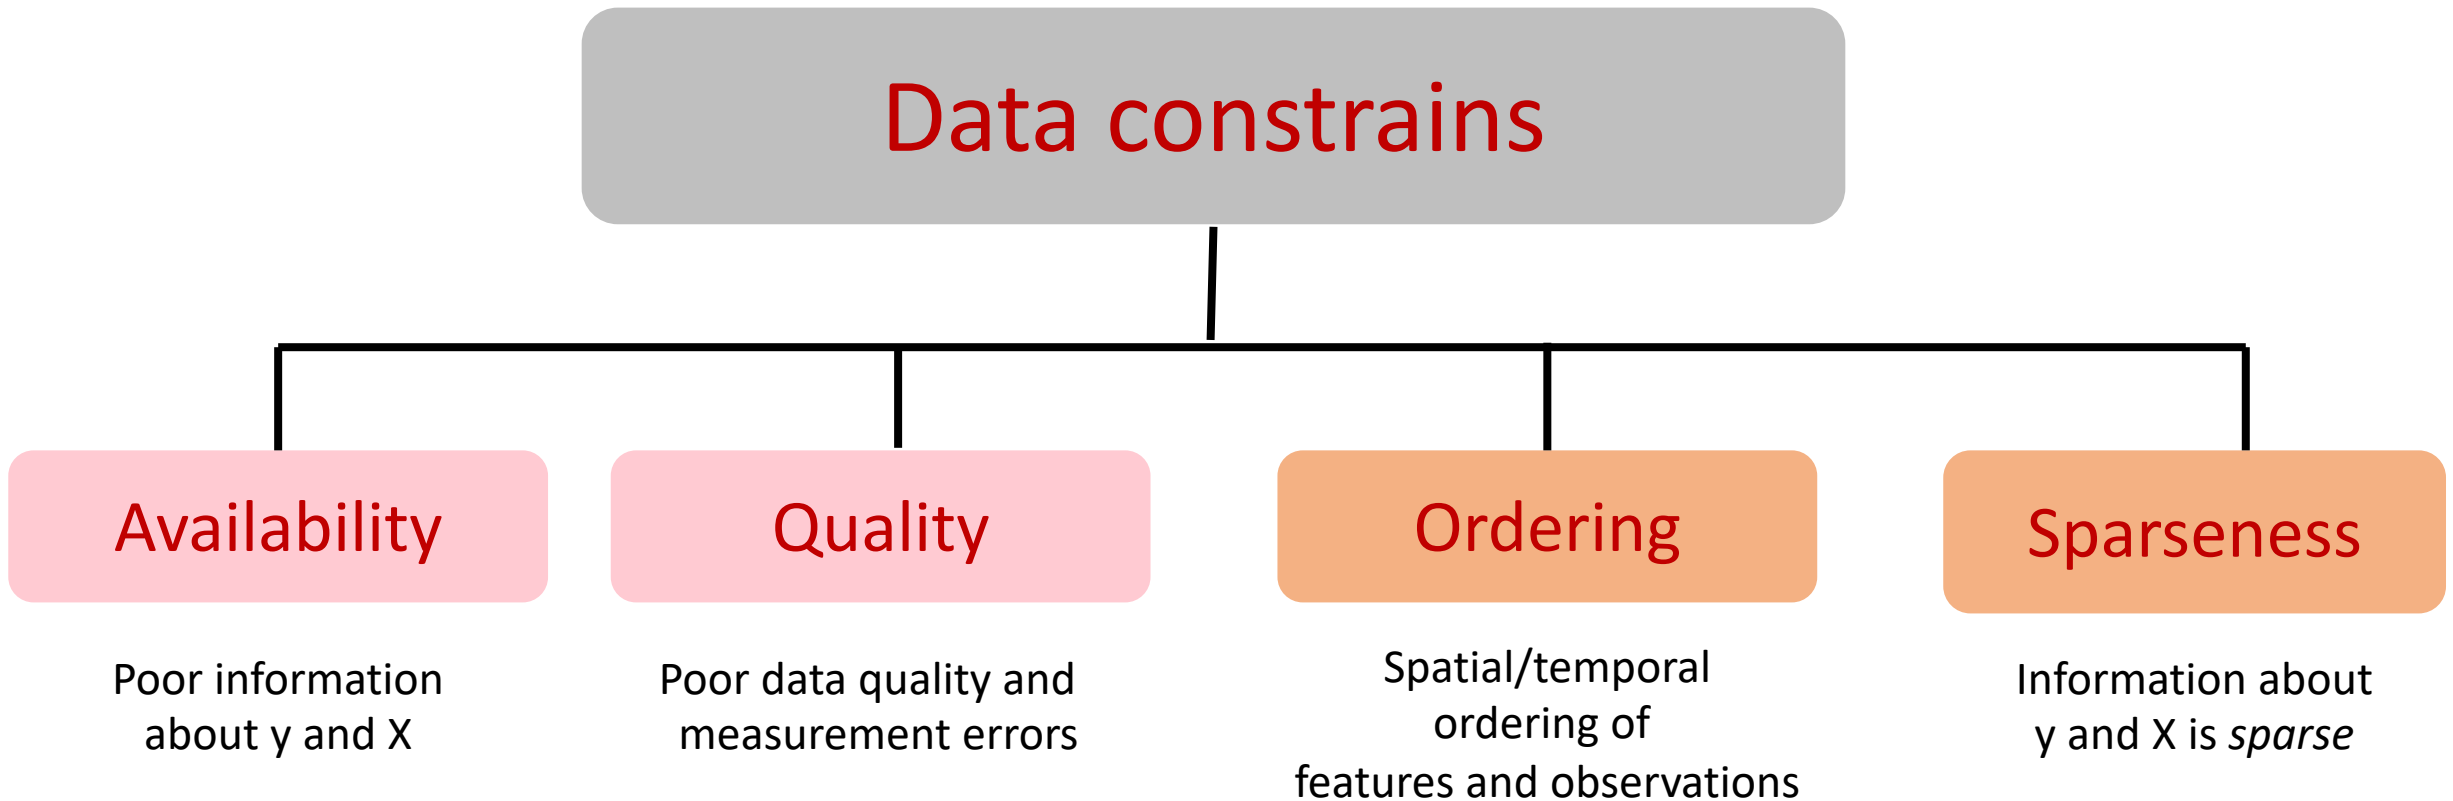 Data constrains
Availability
Poor information
about y and X
Quality
Poor data quality and
measurement errors
Ordering
Spatial/temporal
ordering of
features and observations
Sparseness
Information about
y and X is sparse